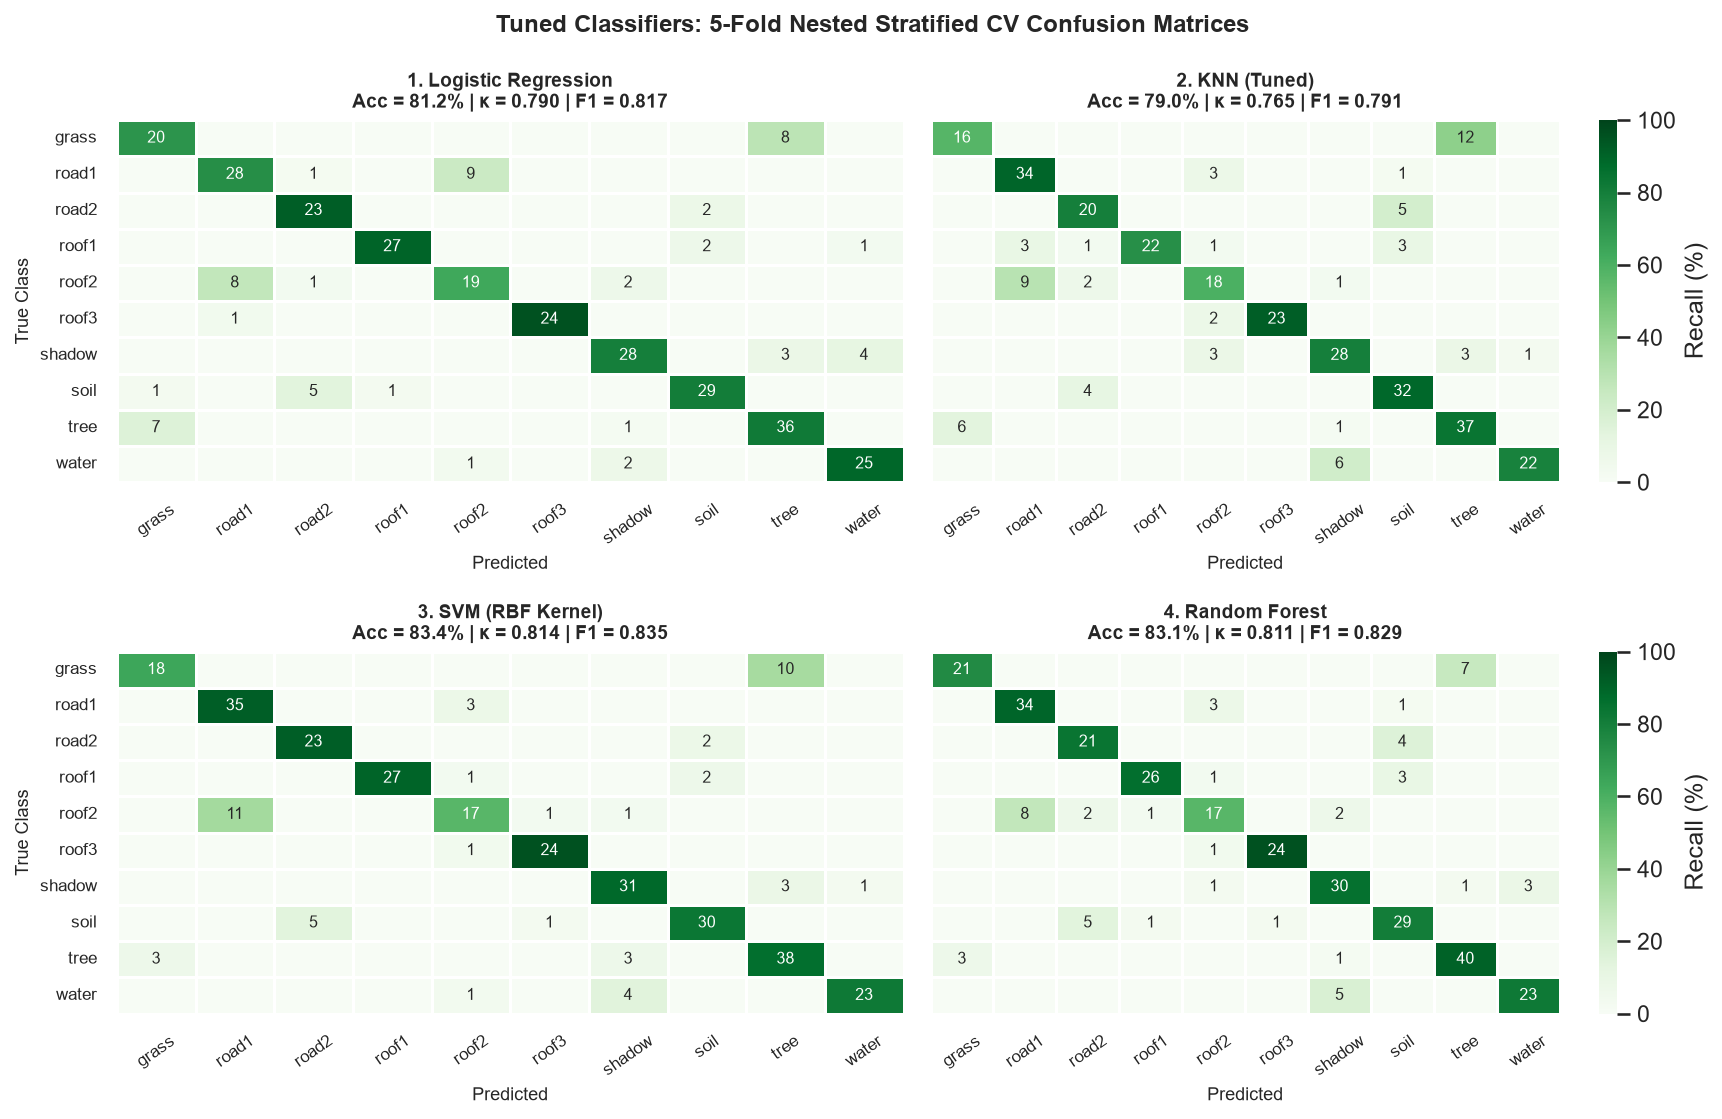 Tuned Classifiers: 5-Fold Nested Stratified CV Confusion Matrices
1. Logistic Regression
Acc = 81.2% | κ = 0.790 | F1 = 0.817
True Class
grass 20 8
road1 28 1 9
road2 23 2
roof1 27 2 1
roof2 8 1 19 2
roof3 1 24
shadow 28 3 4
soil 1 5 1 29
tree 7 1 36
water 1 2 25
grass road1 road2 roof1 roof2 roof3 shadow soil tree water
Predicted
2. KNN (Tuned)
Acc = 79.0% | κ = 0.765 | F1 = 0.791
16 12
34 3 1
20 5
3 1 22 1 3
9 2 18 1
2 23
3 28 3 1
4 32
6 1 37
6 22
grass road1 road2 roof1 roof2 roof3 shadow soil tree water
Predicted
100
80
60
40
20
0
Recall (%)
3. SVM (RBF Kernel)
Acc = 83.4% | κ = 0.814 | F1 = 0.835
True Class
grass 18 10
road1 35 3
road2 23 2
roof1 27 1 2
roof2 11 17 1 1
roof3 1 24
shadow 31 3 1
soil 5 1 30
tree 3 3 38
water 1 4 23
grass road1 road2 roof1 roof2 roof3 shadow soil tree water
Predicted
4. Random Forest
Acc = 83.1% | κ = 0.811 | F1 = 0.829
21 7
34 3 1
21 4
26 1 3
8 2 1 17 2
1 24
1 30 1 3
5 1 1 29
3 1 40
5 23
grass road1 road2 roof1 roof2 roof3 shadow soil tree water
Predicted
100
80
60
40
20
0
Recall (%)